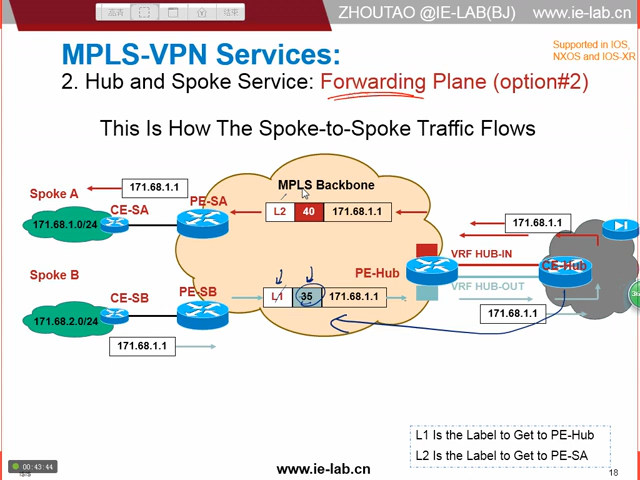 ZHOUTAO @IE-LAB(BJ) www.ie-lab.cn
MPLS-VPN Services:
Supported in IOS,
NXOS and IOS-XR
2. Hub and Spoke Service: Forwarding Plane (option#2)
This Is How The Spoke-to-Spoke Traffic Flows
MPLS Backbone
171.68.1.1
Spoke A
PE-SA
CE-SA
171.68.1.0/24
L2 40 171.68.1.1
171.68.1.1
VRF HUB-IN
CE-Hub
PE-Hub
Spoke B
CE-SB
PE-SB
VRF HUB-OUT
L1 35 171.68.1.1
171.68.1.1
171.68.2.0/24
171.68.1.1
L1 Is the Label to Get to PE-Hub
L2 Is the Label to Get to PE-SA
00:43:44
www.ie-lab.cn
18